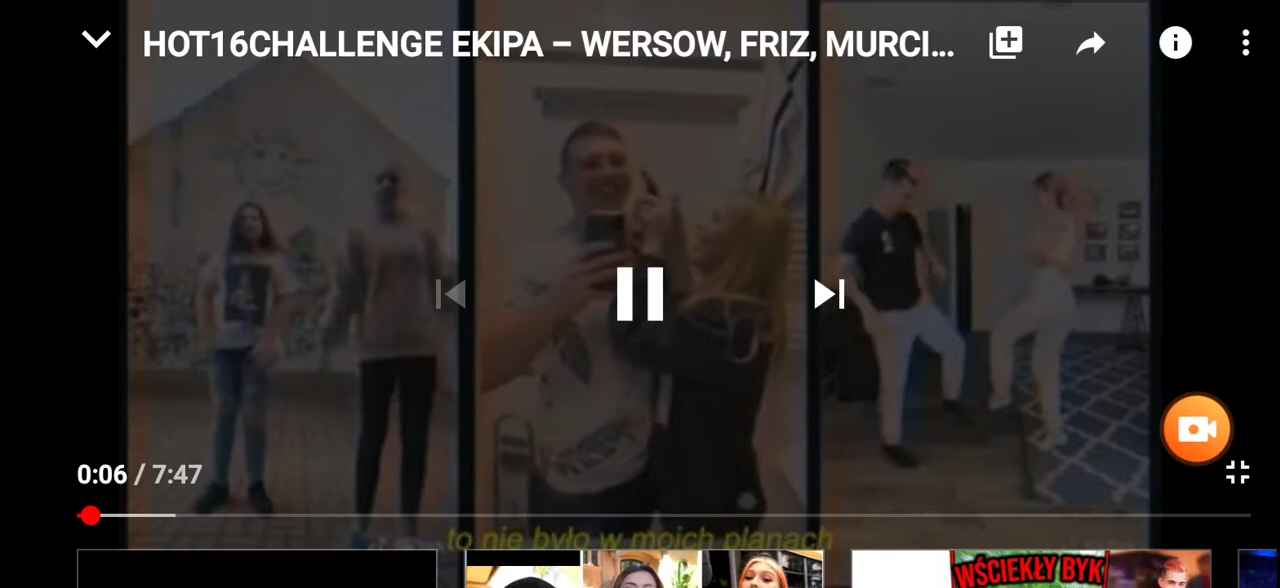 HOT16CHALLENGE EKIPA – WERSOW, FRIZ, MURCI...
0:06 / 7:47
to nie było w moich planach
WŚCIEKŁY BYK